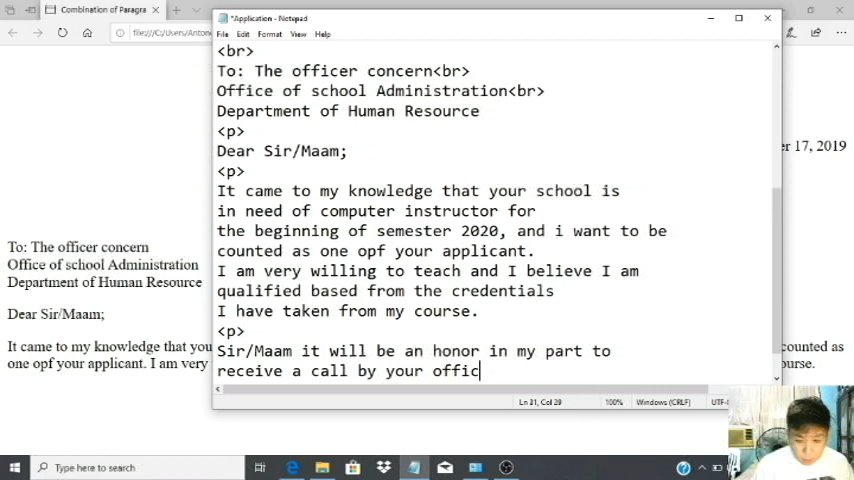 Combination of Paragra
*Application - Notepad
file:///C:/Users/Antone
File Edit Format View Help
<br>
To: The officer concern<br>
Office of school Administration<br>
Department of Human Resource
<p>
Dear Sir/Maam;
<p>
It came to my knowledge that your school is
in need of computer instructor for
the beginning of semester 2020, and i want to be
counted as one opf your applicant.
I am very willing to teach and I believe I am
qualified based from the credentials
I have taken from my course.
<p>
Sir/Maam it will be an honor in my part to
receive a call by your offic
Ln 31, Col 29 100% Windows (CRLF) UTF-
17, 2019
To: The officer concern
Office of school Administration
Department of Human Resource
Dear Sir/Maam;
It came to my knowledge that you counted as
one opf your applicant. I am very ourse.
Type here to search